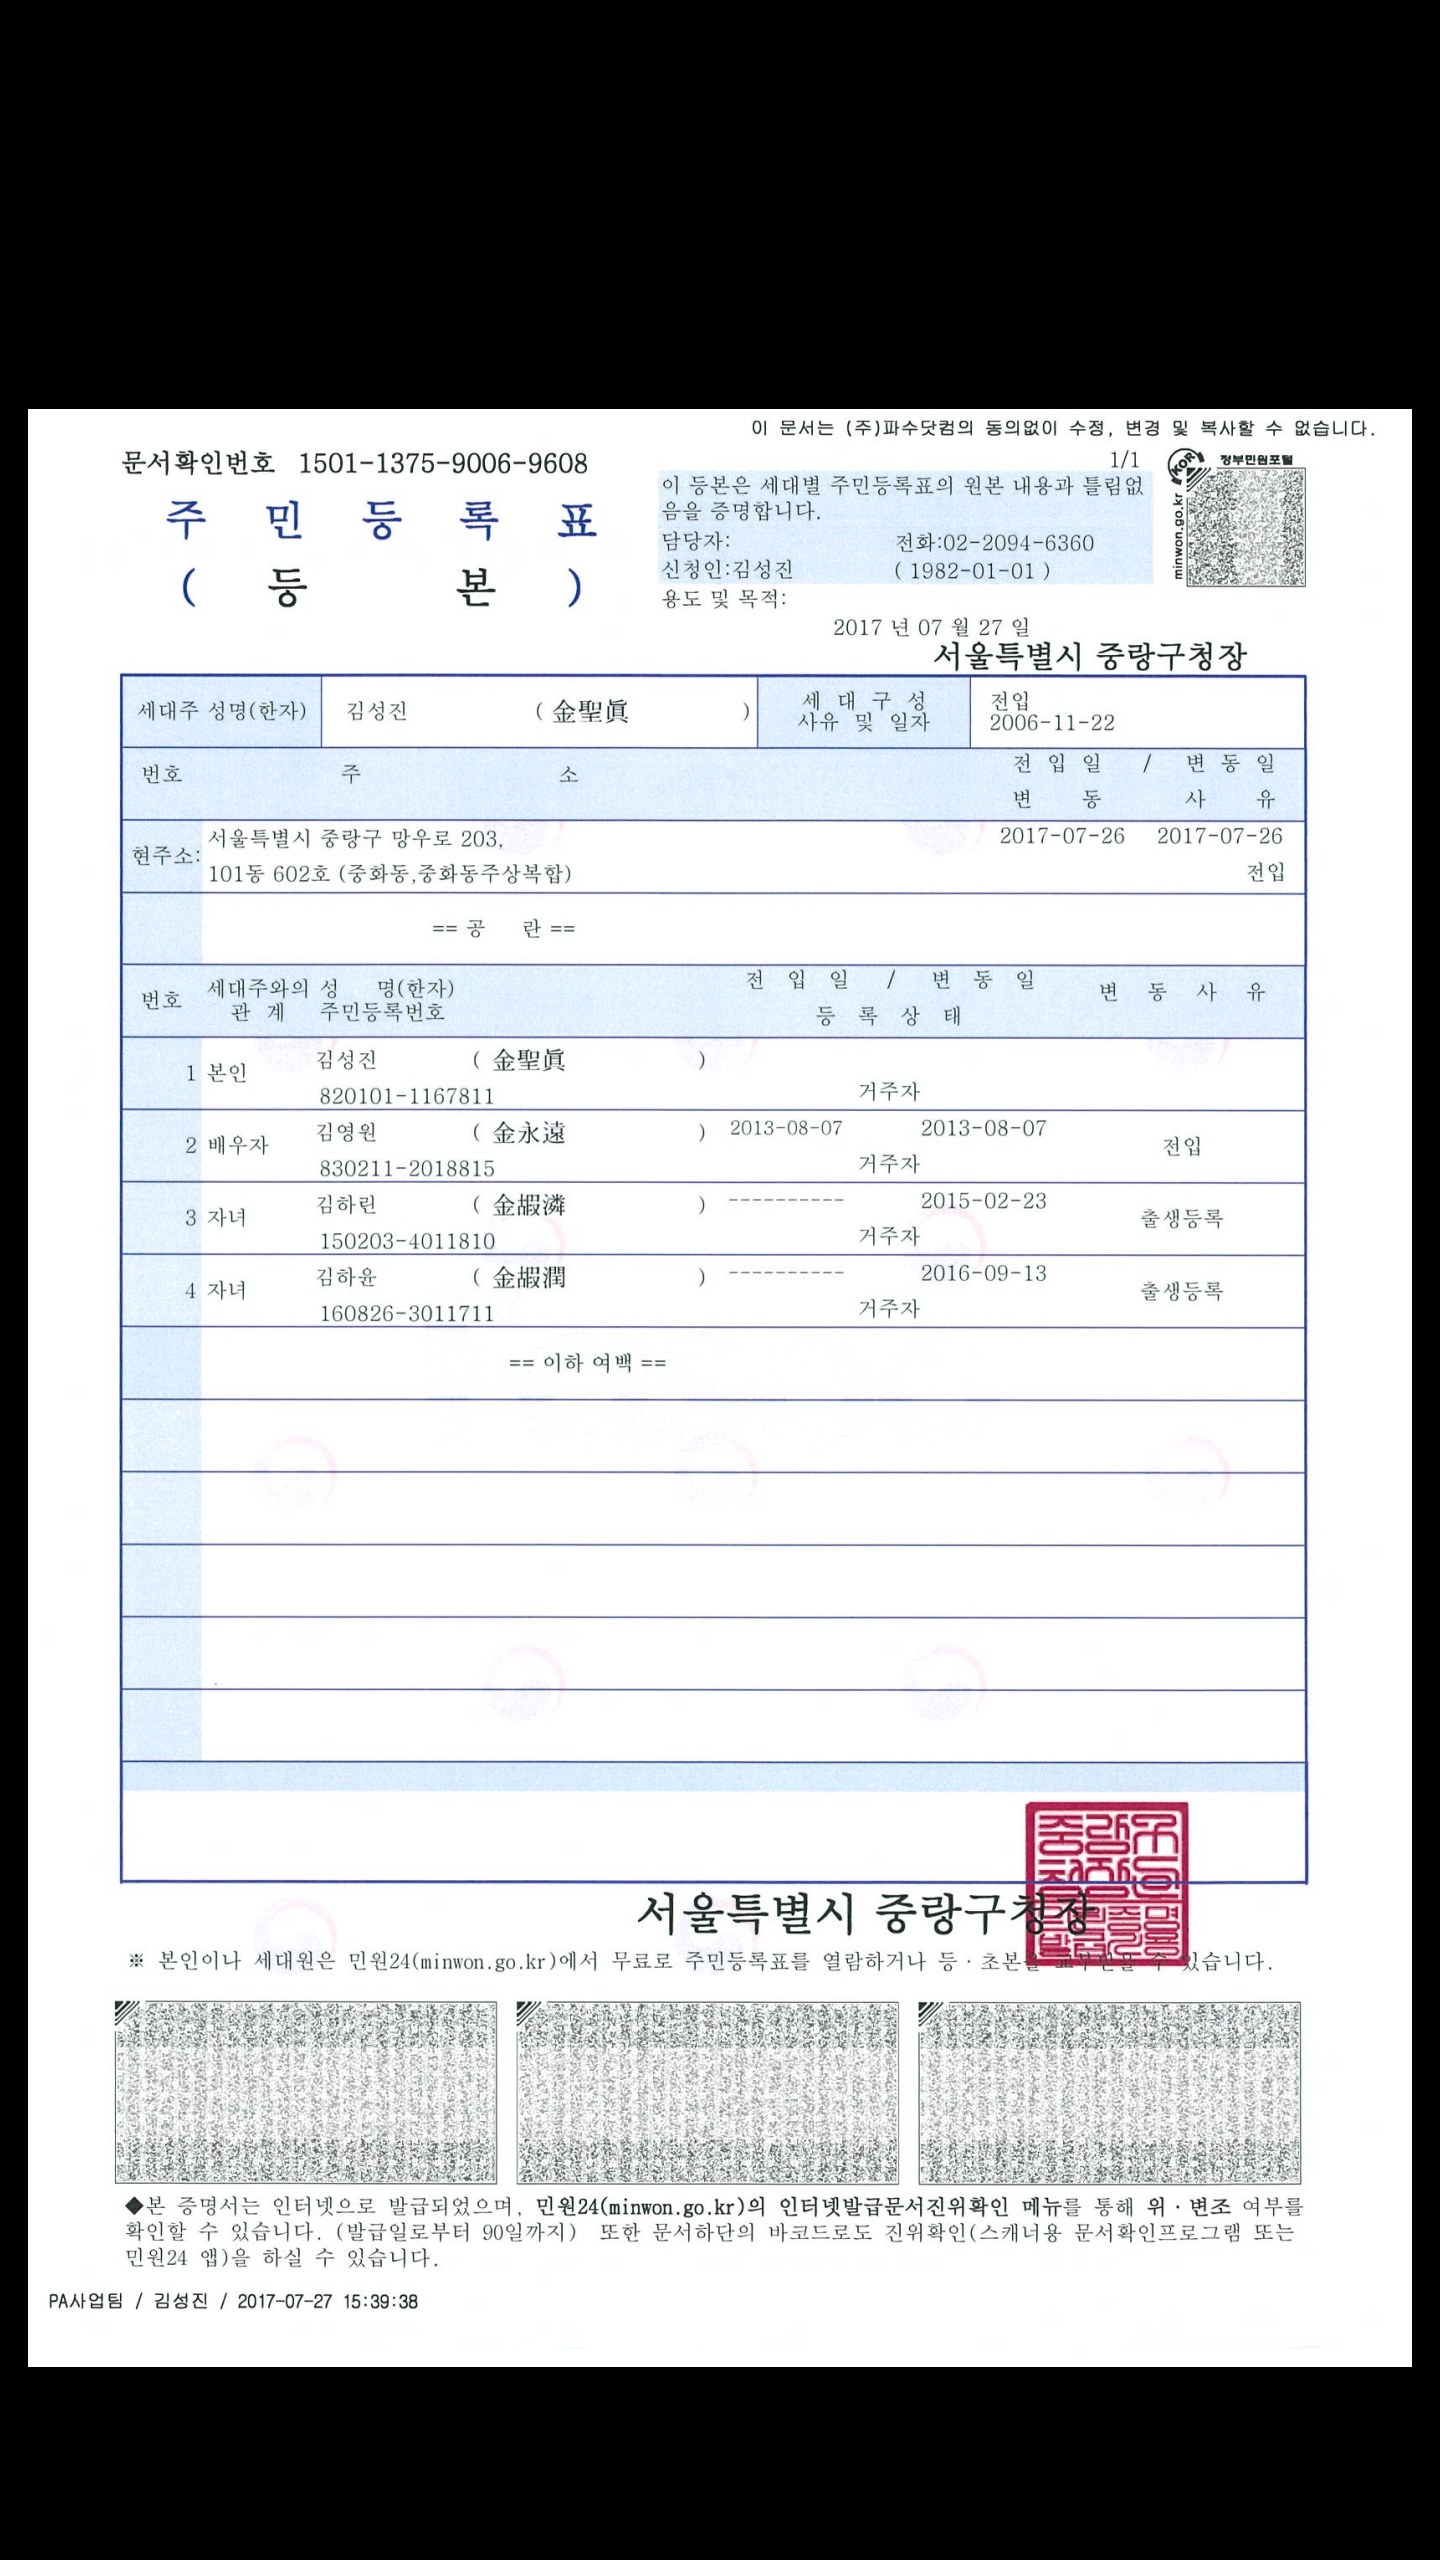 이 문서는 (주)파수닷컴의 동의없이 수정, 변경 및 복사할 수 없습니다.
문서확인번호 1501-1375-9006-9608
1/1
정부민원포털
KOR
minwon.go.kr
주 민 등 록 표
( 등 본 )
이 등본은 세대별 주민등록표의 원본 내용과 틀림없
음을 증명합니다.
담당자: 전화:02-2094-6360
신청인:김성진 ( 1982-01-01 )
용도 및 목적:
2017 년 07 월 27 일
서울특별시 중랑구청장
세대주 성명(한자) 김성진 ( 金聖眞 ) 세 대 구 성 사유 및 일자 전입 2006-11-22
번호 주 소 전 입 일 / 변 동 일
변 동 사 유
현주소: 서울특별시 중랑구 망우로 203, 2017-07-26 2017-07-26
101동 602호 (중화동,중화동주상복합) 전입
== 공 란 ==
번호 세대주와의 관 계 성 명(한자) 주민등록번호 전 입 일 / 변 동 일 등 록 상 태 변 동 사 유
1 본인 김성진 ( 金聖眞 )
820101-1167811 거주자
2 배우자 김영원 ( 金永遠 ) 2013-08-07 2013-08-07 전입
830211-2018815 거주자
3 자녀 김하린 ( 金嘏潾 ) ---------- 2015-02-23 출생등록
150203-4011810 거주자
4 자녀 김하윤 ( 金嘏潤 ) ---------- 2016-09-13 출생등록
160826-3011711 거주자
== 이하 여백 ==
서울특별시 중랑구청장
※ 본인이나 세대원은 민원24(minwon.go.kr)에서 무료로 주민등록표를 열람하거나 등·초본을 교부받을 수 있습니다.
◆본 증명서는 인터넷으로 발급되었으며, 민원24(minwon.go.kr)의 인터넷발급문서진위확인 메뉴를 통해 위·변조 여부를
확인할 수 있습니다. (발급일로부터 90일까지) 또한 문서하단의 바코드로도 진위확인(스캐너용 문서확인프로그램 또는
민원24 앱)을 하실 수 있습니다.
PA사업팀 / 김성진 / 2017-07-27 15:39:38